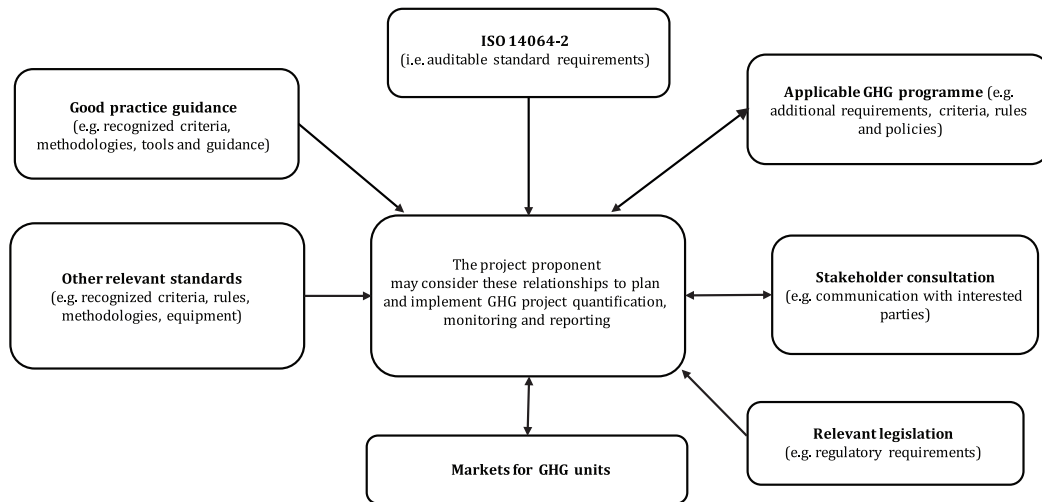 ISO 14064-2
(i.e. auditable standard requirements)
Good practice guidance
(e.g. recognized criteria,
methodologies, tools and guidance)
Applicable GHG programme (e.g.
additional requirements, criteria, rules
and policies)
Other relevant standards
(e.g. recognized criteria, rules,
methodologies, equipment)
The project proponent
may consider these relationships to plan
and implement GHG project quantification,
monitoring and reporting
Stakeholder consultation
(e.g. communication with interested
parties)
Markets for GHG units
Relevant legislation
(e.g. regulatory requirements)